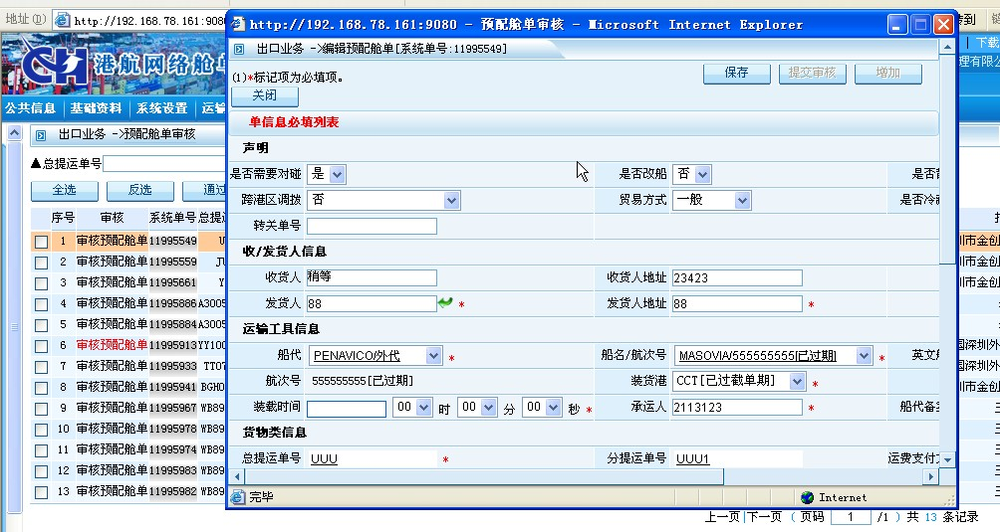 地址(D) http://192.168.78.161:908
http://192.168.78.161:9080 - 预配舱单审核 - Microsoft Internet Explorer
转到
下载
CH 港航网络舱单
理有限公
公共信息 基础资料 系统设置 运输
出口业务 ->预配舱单审核
▲总提运单号
全选 反选 通过
序号 审核 系统单号 总提运
1 审核预配舱单 11995549 U 圳市金创
2 审核预配舱单 11995559 圳市金创
3 审核预配舱单 11995661 Y 圳市金创
4 审核预配舱单 11995886 A3005 圳市金创
5 审核预配舱单 11995884 A3005 圳市金创
6 审核预配舱单 11995913 YY100 国深圳外
7 审核预配舱单 11995933 TT07 国深圳外
8 审核预配舱单 11995941 BGH0 圳市金创
9 审核预配舱单 11995967 WB89 三
10 审核预配舱单 11995978 WB89 三
11 审核预配舱单 11995974 WB89 三
12 审核预配舱单 11995983 WB89 三
13 审核预配舱单 11995982 WB89 三
出口业务 ->编辑预配舱单[系统单号:11995549]
(1)*标记项为必填项。 保存 提交审核 增加
关闭
单信息必填列表
声明
是否需要对碰 是 是否改船 否
跨港区调拨 否 贸易方式 一般 是否冷
转关单号
收/发货人信息
收货人 稍等 收货人地址 23423
发货人 88 * 发货人地址 88 *
运输工具信息
船代 PENAVICO/外代 * 船名/航次号 MASOVIA/555555555[已过期] * 英文船
航次号 555555555[已过期] 装货港 CCT[已过截单期] *
装载时间 00 时 00 分 00 秒 * 承运人 2113123 * 船代备案
货物类信息
总提运单号 UUU * 分提运单号 UUU1 运费支付方
完毕 Internet
上一页|下一页 ( 页码 1 /1 ) 共 13 条记录